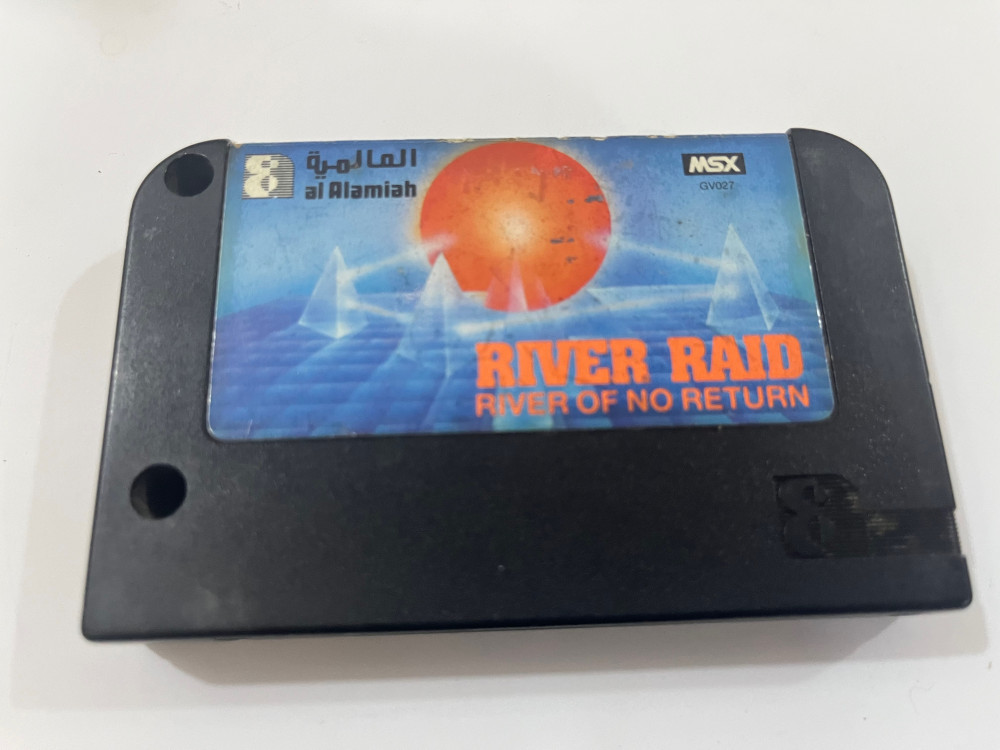 العالمية
al Alamiah
MSX
GV027
RIVER RAID
RIVER OF NO RETURN